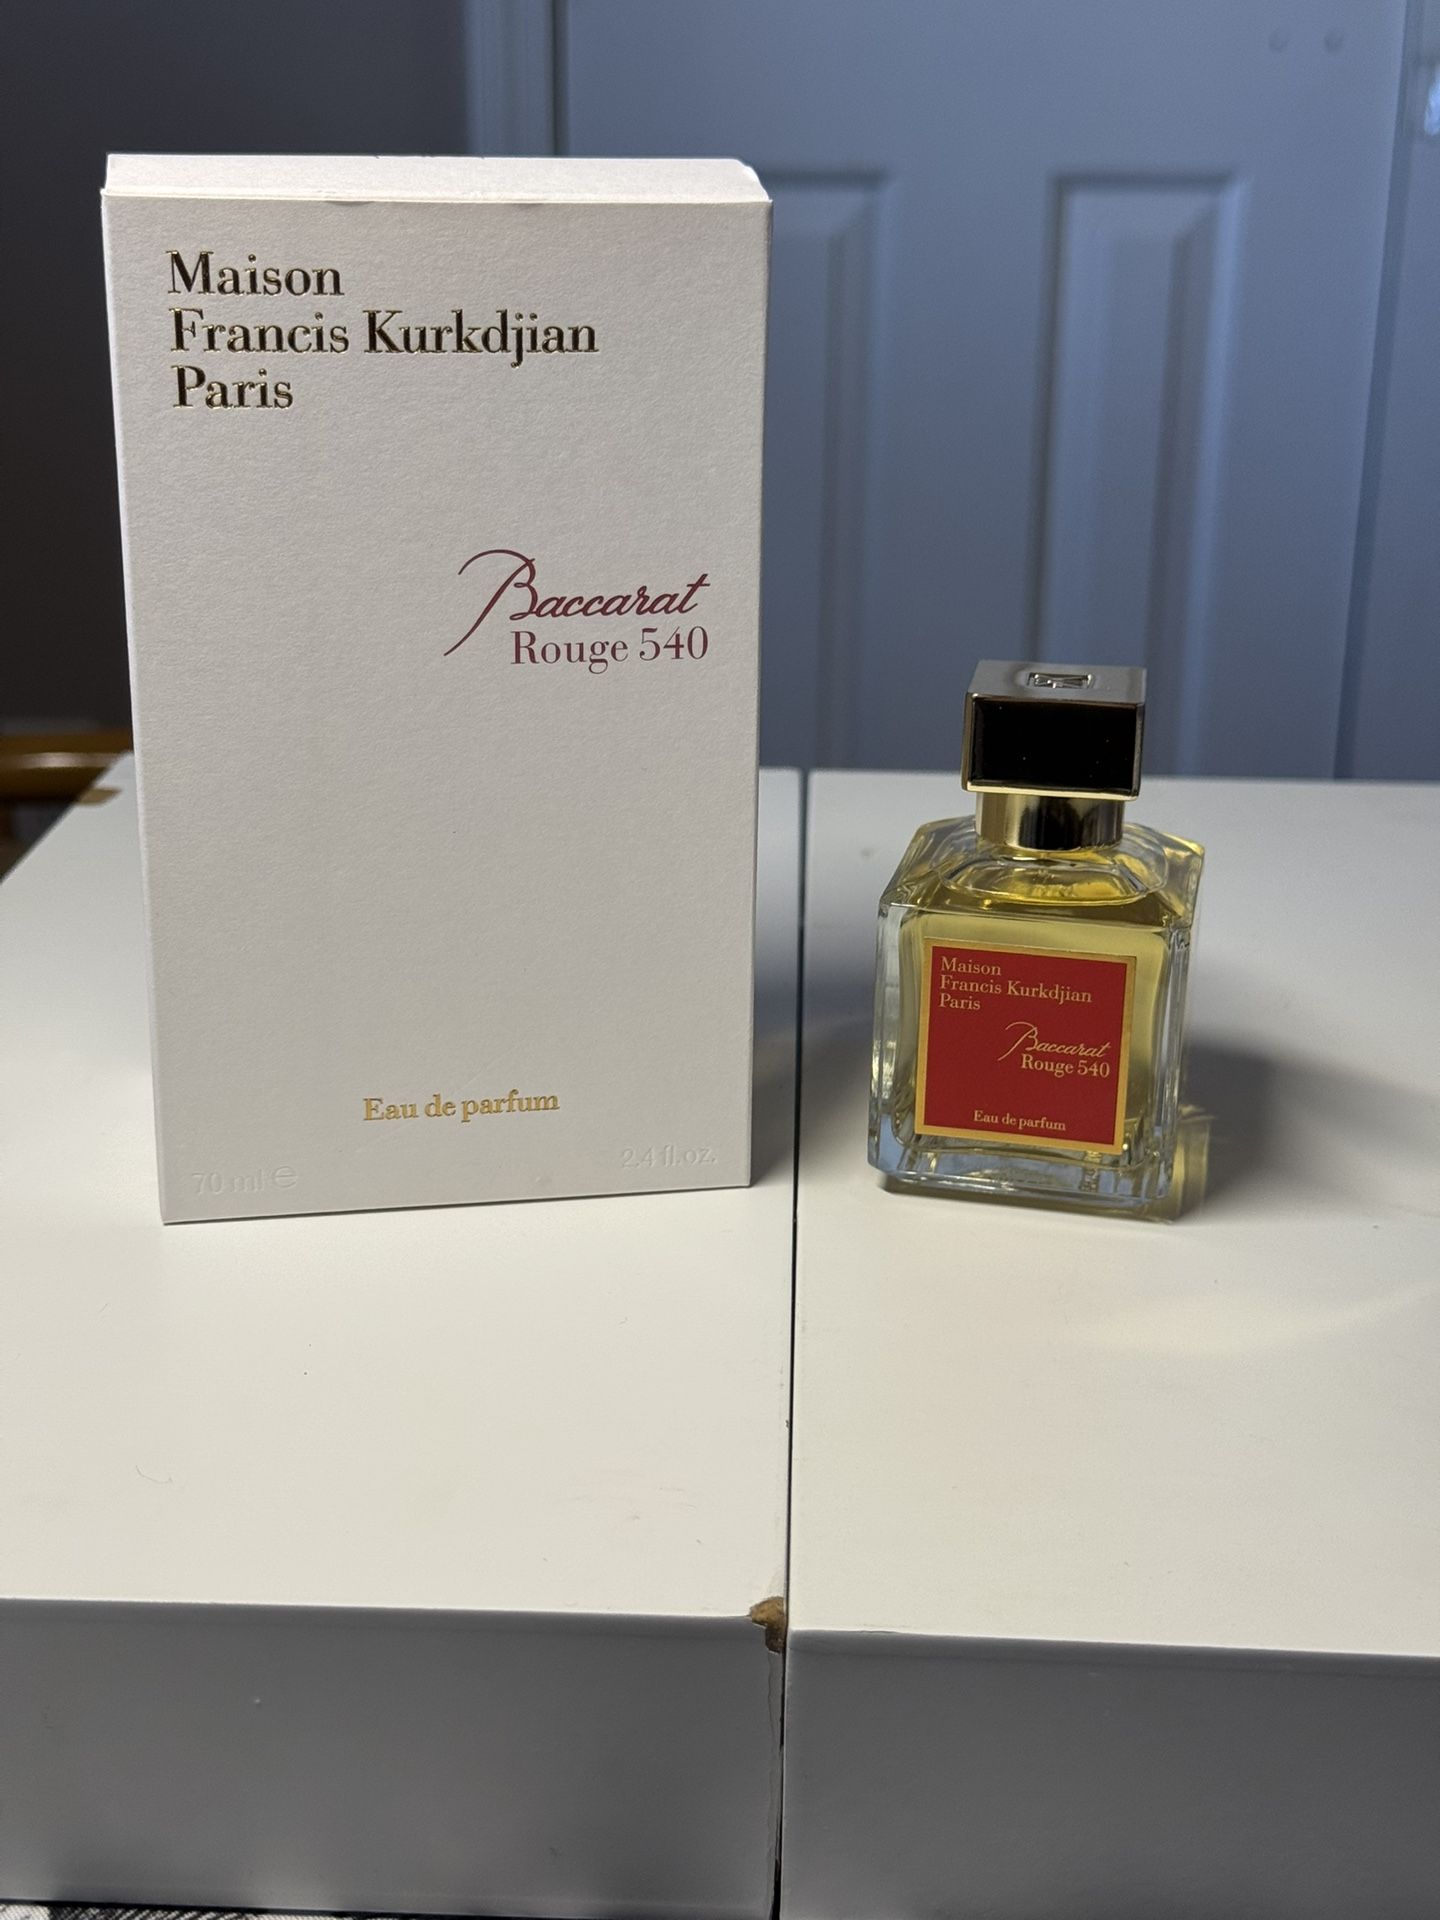 Maison
Francis Kurkdjian
Paris
Baccarat
Rouge 540
Eau de parfum
70 ml ℮
2.4 fl.oz.
Maison
Francis Kurkdjian
Paris
Baccarat
Rouge 540
Eau de parfum